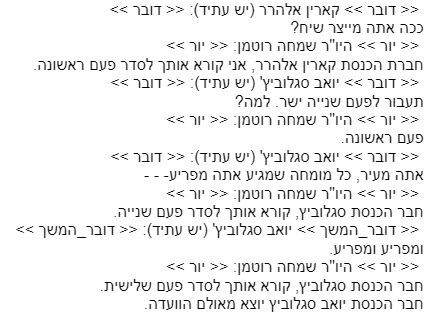 << דובר >> קארין אלהרר (יש עתיד): << דובר >>
ככה אתה מייצר שיח?
<< יור >> היו"ר שמחה רוטמן: << יור >>
חברת הכנסת קארין אלהרר, אני קורא אותך לסדר פעם ראשונה.
<< דובר >> יואב סגלוביץ' (יש עתיד): << דובר >>
תעבור לפעם שנייה ישר. למה?
<< יור >> היו"ר שמחה רוטמן: << יור >>
פעם ראשונה.
<< דובר >> יואב סגלוביץ' (יש עתיד): << דובר >>
אתה מעיר, כל מומחה שמגיע אתה מפריע- - -
<< יור >> היו"ר שמחה רוטמן: << יור >>
חבר הכנסת סגלוביץ, קורא אותך לסדר פעם שנייה.
<< דובר_המשך >> יואב סגלוביץ' (יש עתיד): << דובר_המשך >>
ומפריע ומפריע.
<< יור >> היו"ר שמחה רוטמן: << יור >>
חבר הכנסת סגלוביץ, קורא אותך לסדר פעם שלישית.
חבר הכנסת יואב סגלוביץ יוצא מאולם הוועדה.